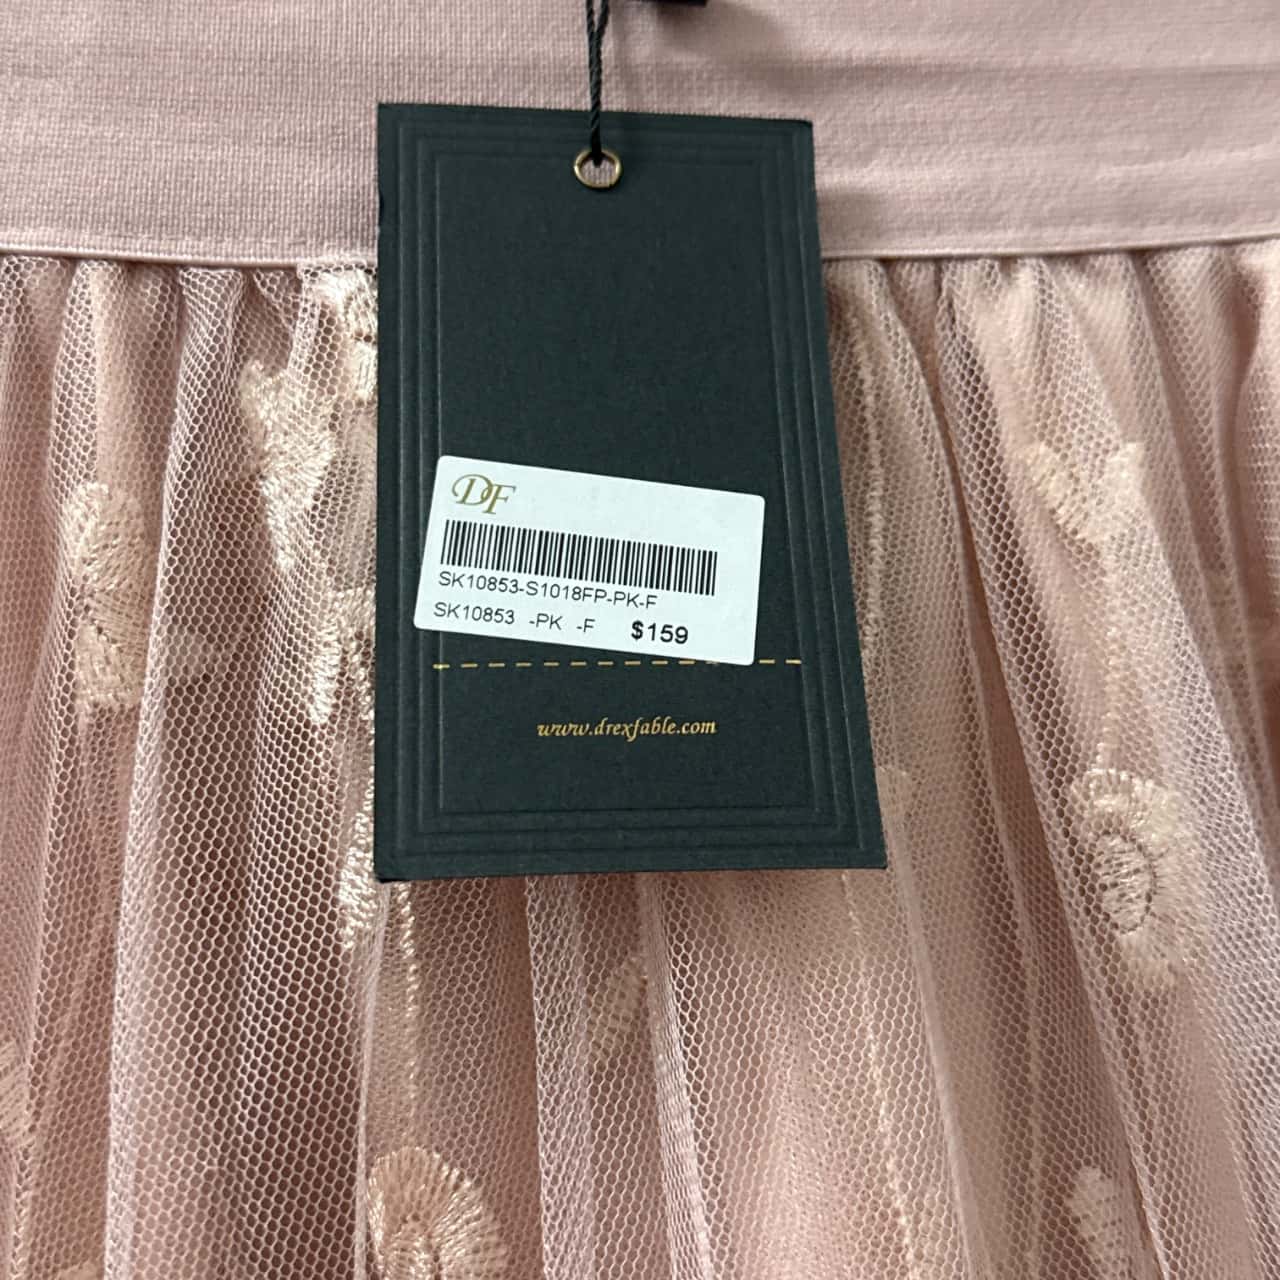 DF
SK10853-S1018FP-PK-F
SK10853 -PK -F $159
www.drexfable.com